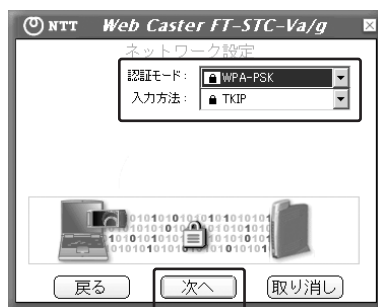 NTT Web Caster FT-STC-Va/g
ネットワーク設定
認証モード： WPA-PSK
入力方法： TKIP
戻る 次へ 取り消し